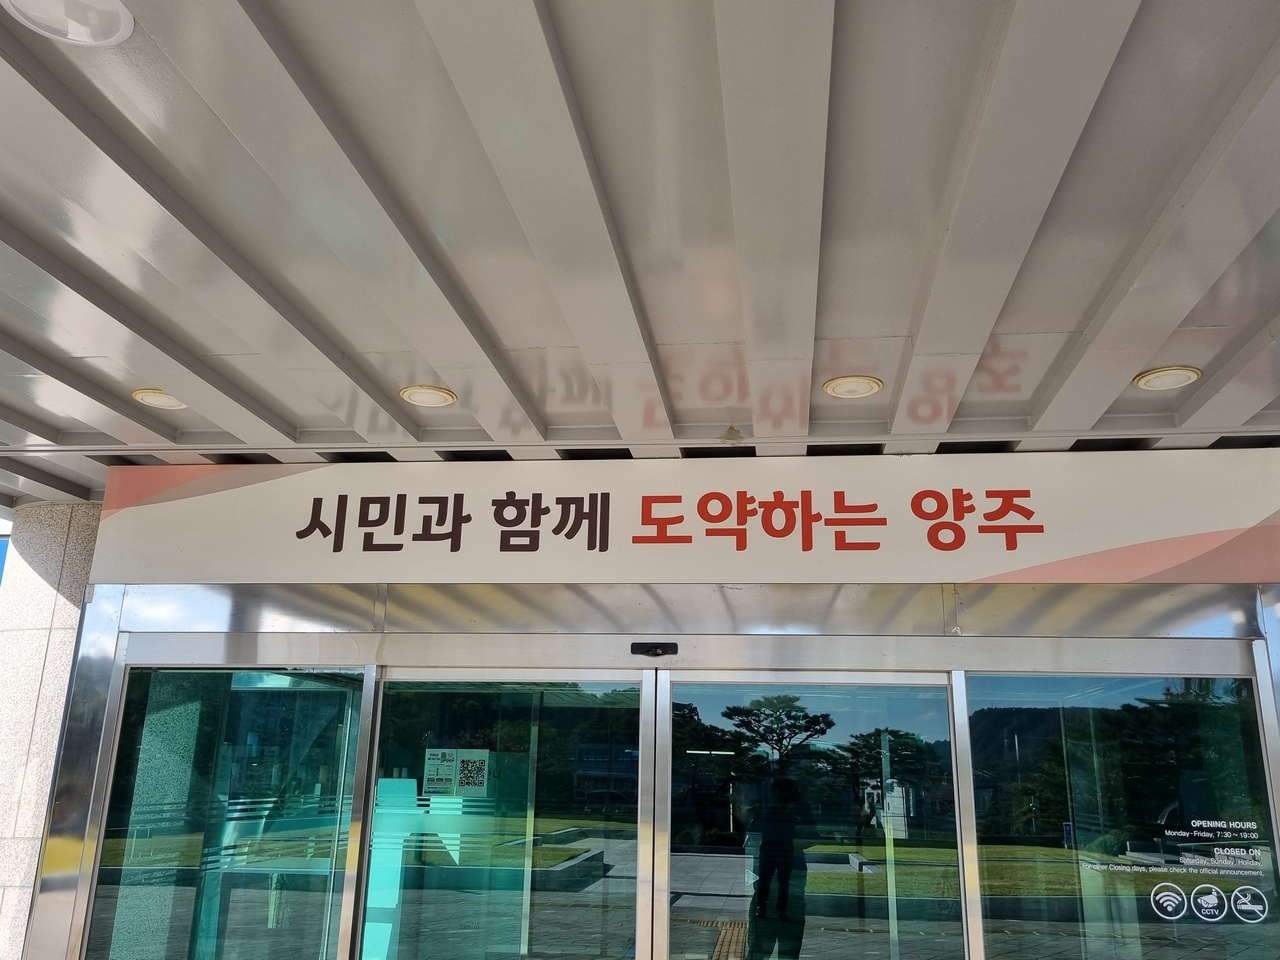 시민과 함께 도약하는 양주
OPENING HOURS
Monday-Friday, 7:30 ~ 19:00
CLOSED ON
Saturday, Sunday, Holiday,
For other Closing days, please check the official announcement.
CCTV